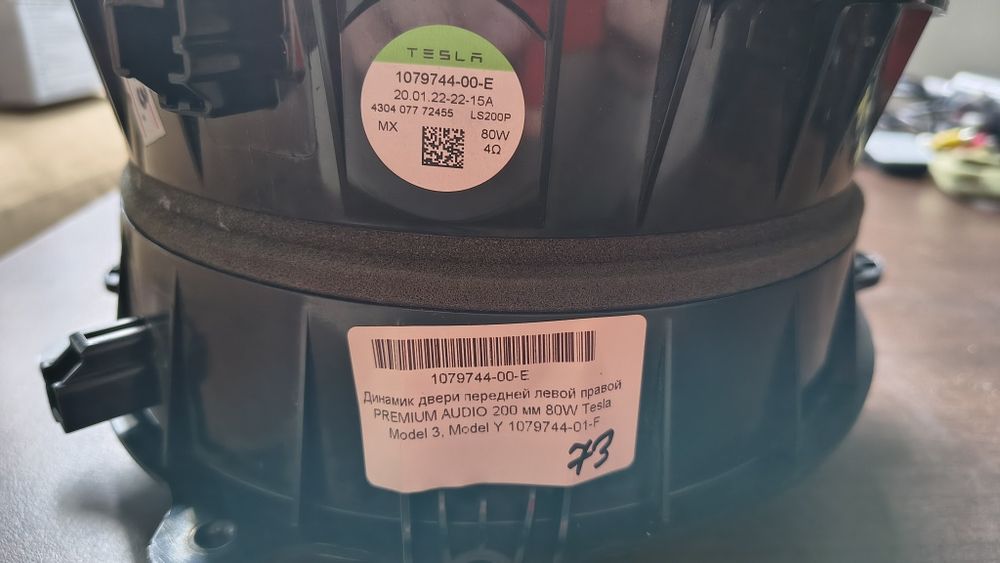 TESLA
1079744-00-E
20.01.22-22-15A
4304 077 72455 LS200P
MX 80W
4Ω
1079744-00-E
Динамик двери передней левой правой
PREMIUM AUDIO 200 мм 80W Tesla
Model 3, Model Y 1079744-01-F
73